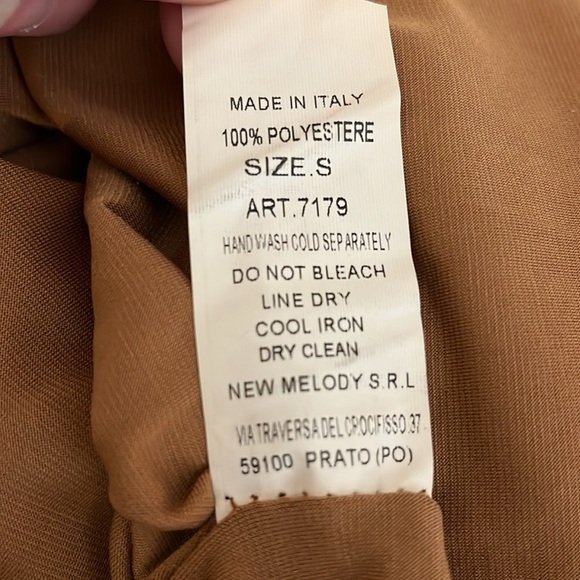 MADE IN ITALY
100% POLYESTERE
SIZE.S
ART.7179
HAND WASH COLD SEPARATELY
DO NOT BLEACH
LINE DRY
COOL IRON
DRY CLEAN
NEW MELODY S.R.L
VIA TRAVERSA DEL CROCIFISSO.37
59100 PRATO (PO)